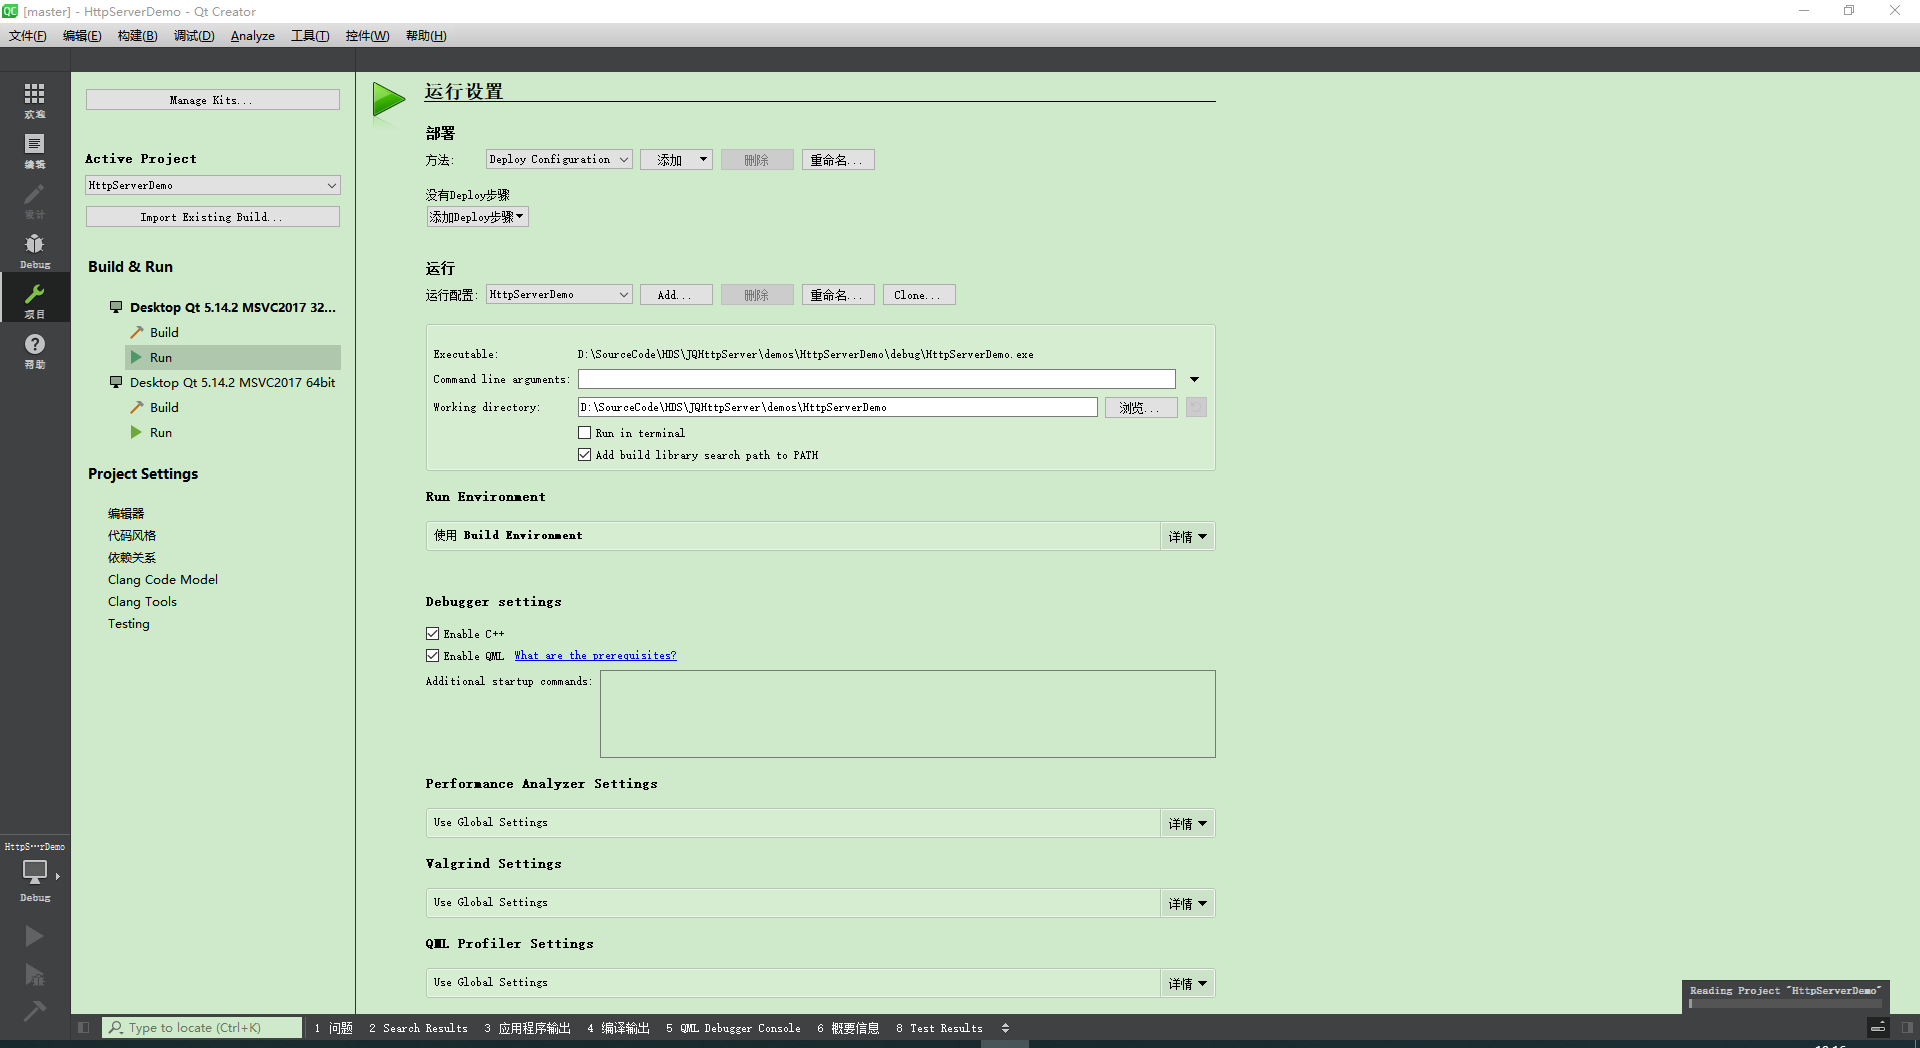 [master] - HttpServerDemo - Qt Creator
文件(F) 编辑(E) 构建(B) 调试(D) Analyze 工具(T) 控件(W) 帮助(H)
欢迎
编辑
设计
Debug
项目
帮助
HttpS···rDemo
Debug
Manage Kits...
Active Project
HttpServerDemo
Import Existing Build...
Build & Run
Desktop Qt 5.14.2 MSVC2017 32...
Build
Run
Desktop Qt 5.14.2 MSVC2017 64bit
Build
Run
Project Settings
编辑器
代码风格
依赖关系
Clang Code Model
Clang Tools
Testing
运行设置
部署
方法: Deploy Configuration 添加 删除 重命名...
没有Deploy步骤
添加Deploy步骤
运行
运行配置: HttpServerDemo Add... 删除 重命名... Clone...
Executable: D:\SourceCode\HDS\JQHttpServer\demos\HttpServerDemo\debug\HttpServerDemo.exe
Command line arguments:
Working directory: D:\SourceCode\HDS\JQHttpServer\demos\HttpServerDemo 浏览...
Run in terminal
Add build library search path to PATH
Run Environment
使用 Build Environment 详情
Debugger settings
Enable C++
Enable QML What are the prerequisites?
Additional startup commands:
Performance Analyzer Settings
Use Global Settings 详情
Valgrind Settings
Use Global Settings 详情
QML Profiler Settings
Use Global Settings 详情
Reading Project "HttpServerDemo"
Type to locate (Ctrl+K) 1 问题 2 Search Results 3 应用程序输出 4 编译输出 5 QML Debugger Console 6 概要信息 8 Test Results